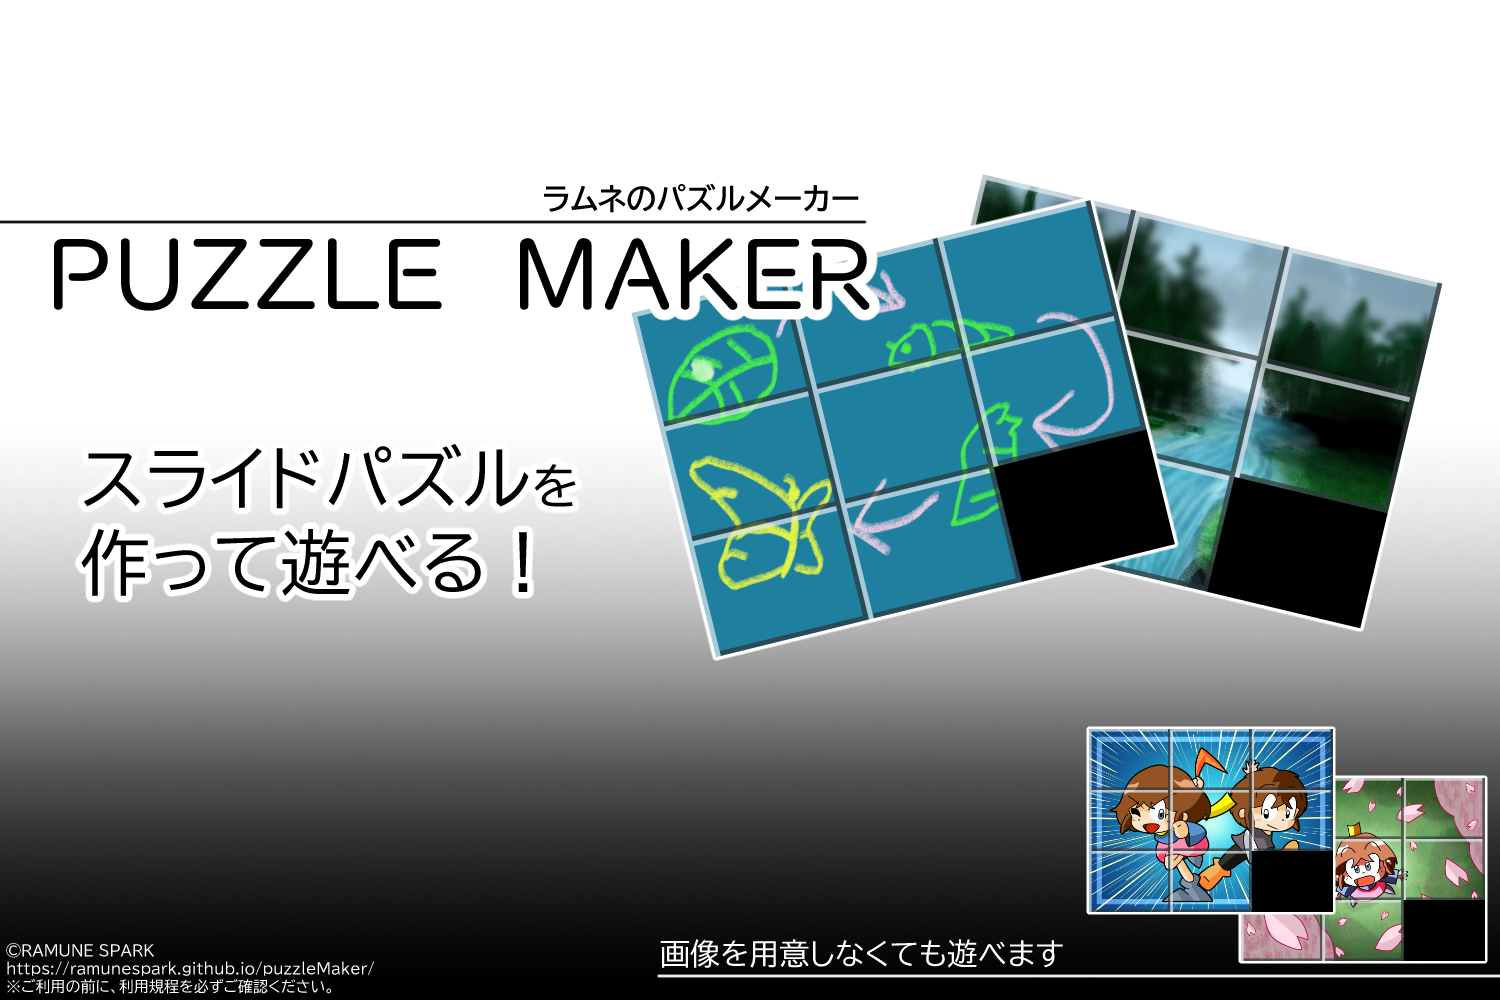 ラムネのパズルメーカー
PUZZLE MAKER
スライドパズルを
作って遊べる！
画像を用意しなくても遊べます
©RAMUNE SPARK
https://ramunespark.github.io/puzzleMaker/
※ご利用の前に、利用規程を必ずご確認ください。